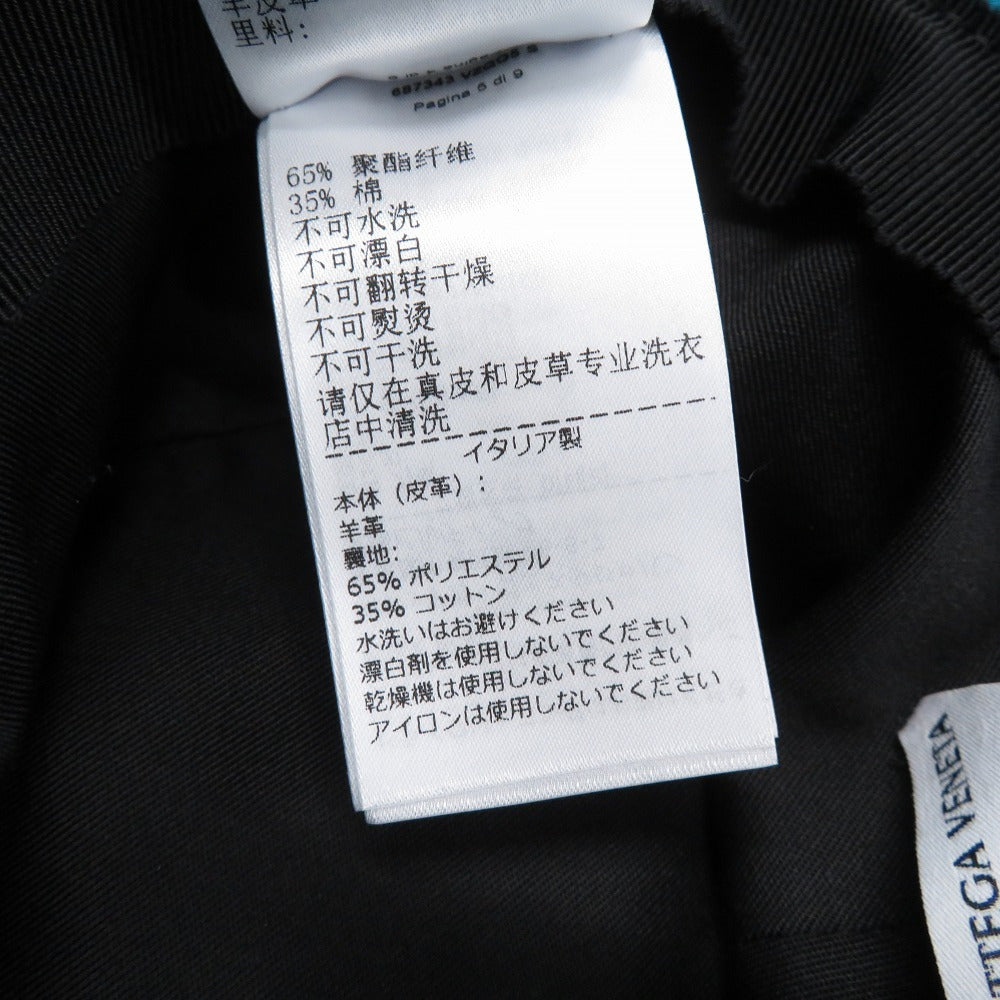 羊皮革
里料:
687343
Pagina 6 di 9
65% 聚酯纤维
35% 棉
不可水洗
不可漂白
不可翻转干燥
不可熨烫
不可干洗
请仅在真皮和皮草专业洗衣
店中清洗
イタリア製
本体（皮革）:
羊革
裏地:
65% ポリエステル
35% コットン
水洗いはお避けください
漂白剤を使用しないでください
乾燥機は使用しないでください
アイロンは使用しないでください
VENETA